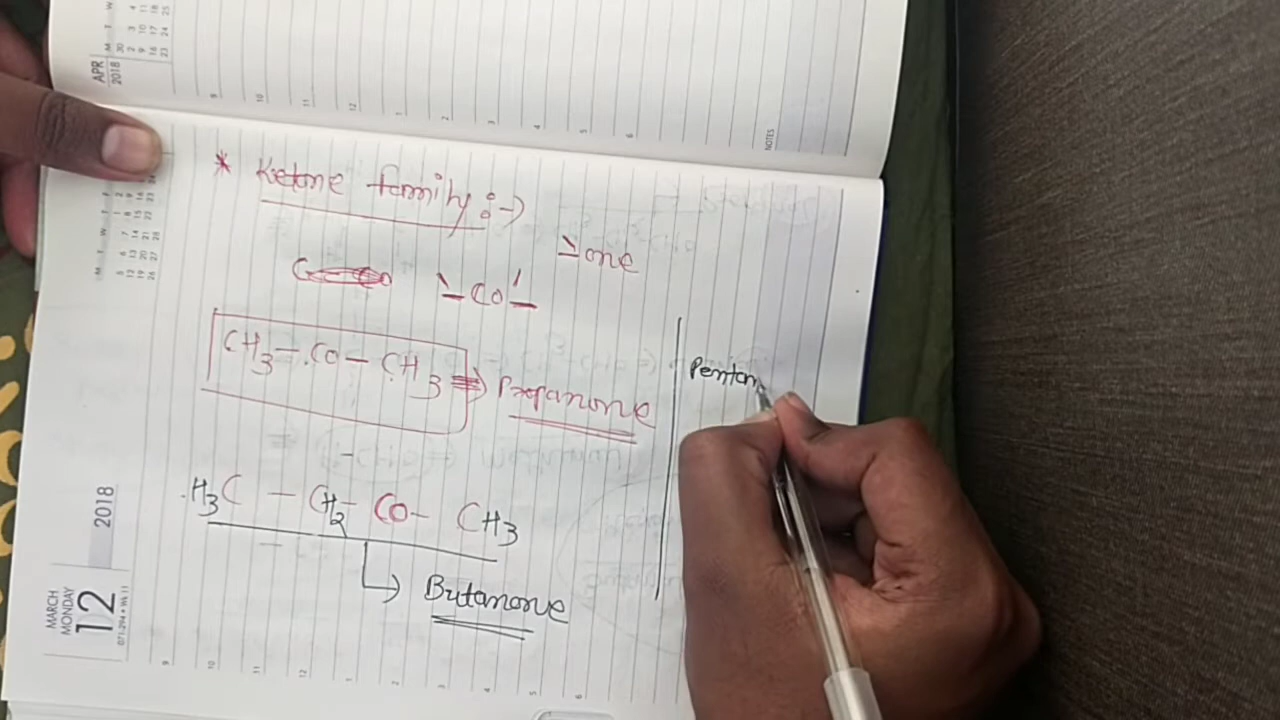 * Ketone family :->
-one
-CO-
CH3 - CO - CH3 => Propanone
Pentan
H3C - CH2 - CO - CH3
Butanone
MARCH
MONDAY
12
2018
APR
2018
NOTES